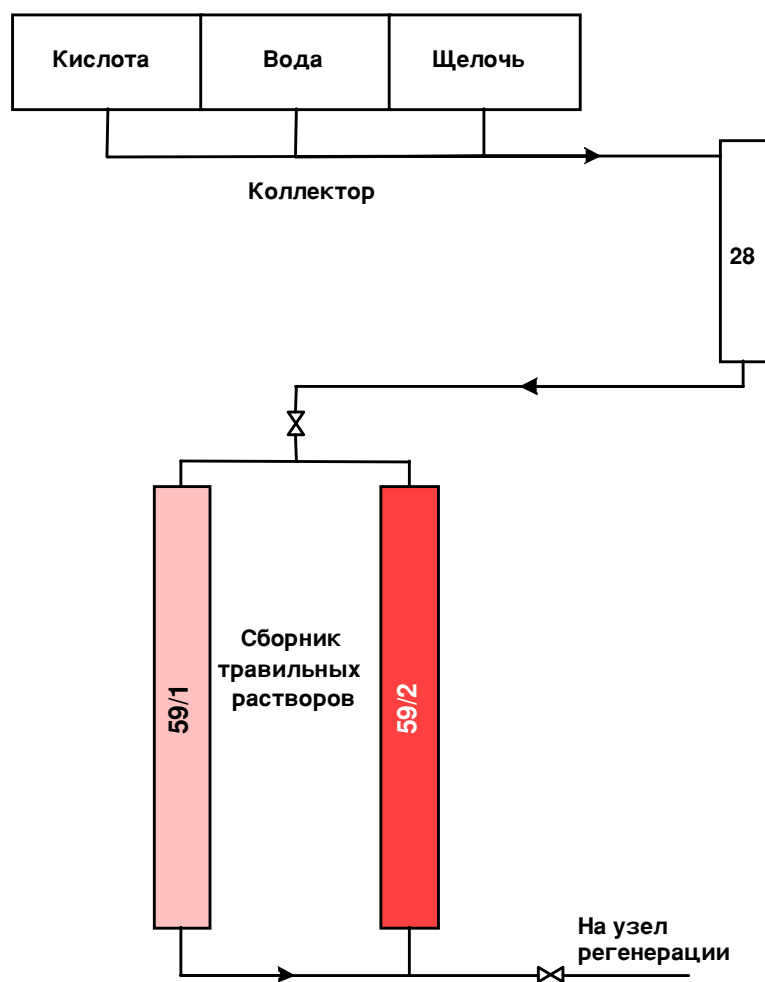 Кислота
Вода
Щелочь
Коллектор
28
Сборник
травильных
растворов
59/1
59/2
На узел
регенерации